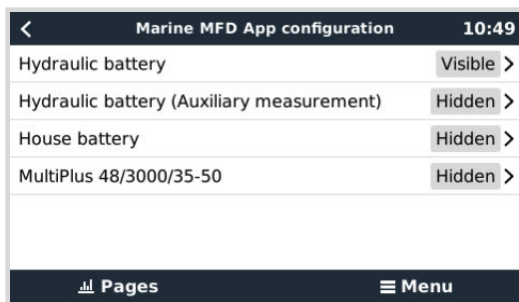 Marine MFD App configuration 10:49
Hydraulic battery Visible
Hydraulic battery (Auxiliary measurement) Hidden
House battery Hidden
MultiPlus 48/3000/35-50 Hidden
Pages Menu